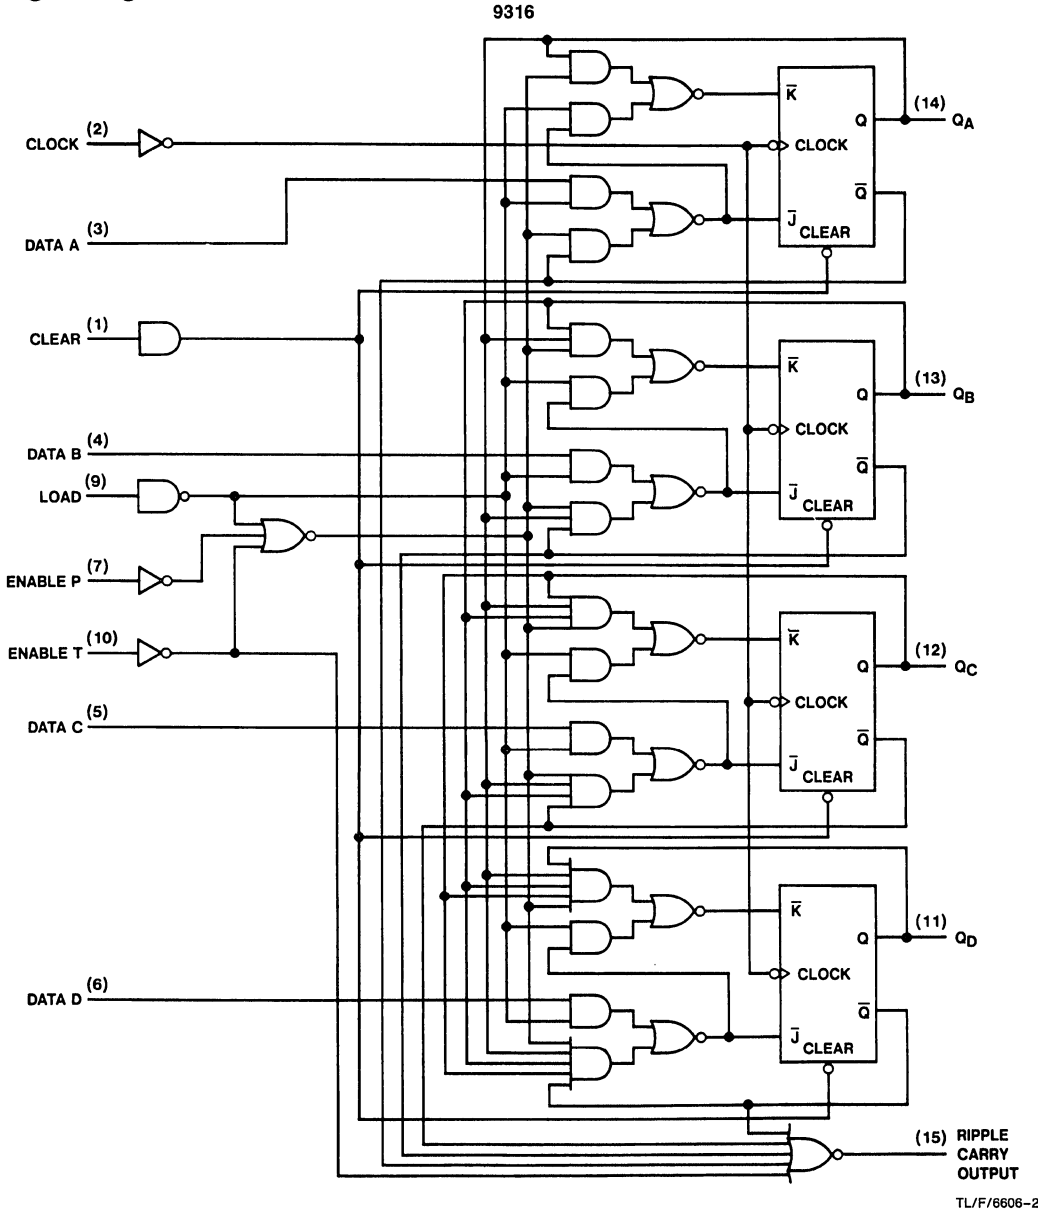 9316
CLOCK (2)
DATA A (3)
CLEAR (1)
DATA B (4)
LOAD (9)
ENABLE P (7)
ENABLE T (10)
DATA C (5)
DATA D (6)
K̅
Q (14) QA
CLOCK
Q̅
J̅
CLEAR
K̅
Q (13) QB
CLOCK
Q̅
J̅
CLEAR
K̅
Q (12) QC
CLOCK
Q̅
J̅
CLEAR
K̅
Q (11) QD
CLOCK
Q̅
J̅
CLEAR
(15) RIPPLE
CARRY
OUTPUT
TL/F/6606–2